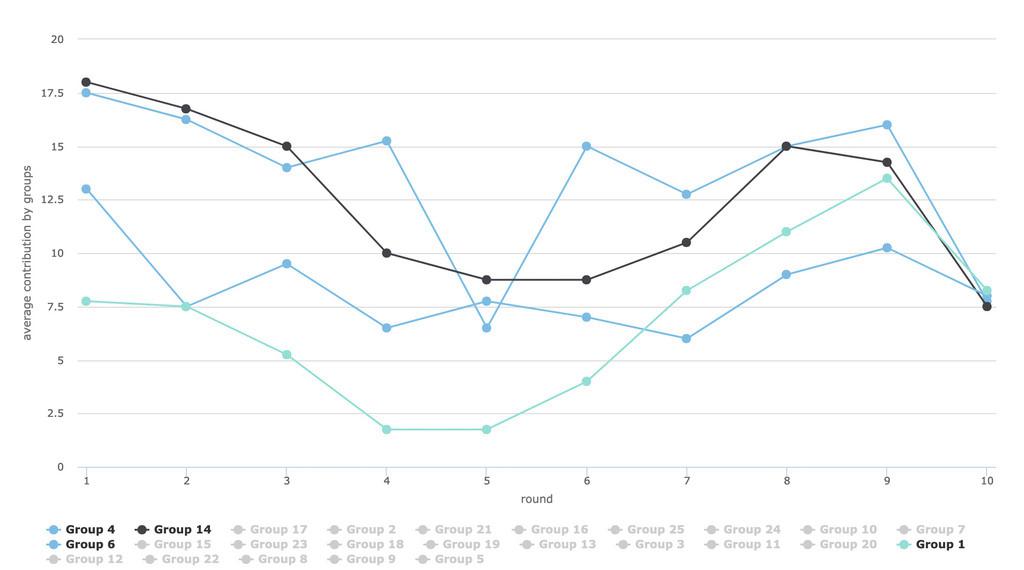 20
17.5
15
12.5
10
7.5
5
2.5
0
average contribution by groups
1 2 3 4 5 6 7 8 9 10
round
Group 4 Group 14 Group 17 Group 2 Group 21 Group 16 Group 25 Group 24 Group 10 Group 7
Group 6 Group 15 Group 23 Group 18 Group 19 Group 13 Group 3 Group 11 Group 20 Group 1
Group 12 Group 22 Group 8 Group 9 Group 5